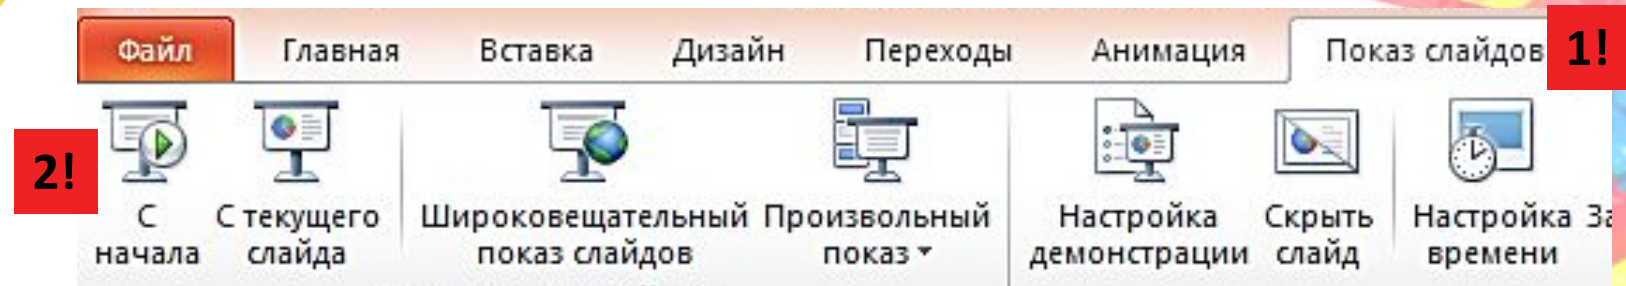 Файл Главная Вставка Дизайн Переходы Анимация Показ слайдов 1!
2!
С начала
С текущего слайда
Широковещательный показ слайдов
Произвольный показ
Настройка демонстрации
Скрыть слайд
Настройка времени